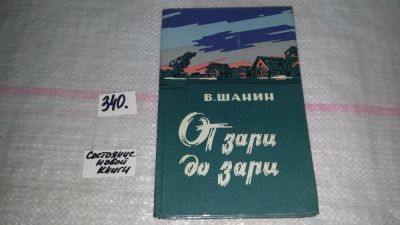 340.
Состояние
новой
книги
В. ШАНИН
От зари
до зари